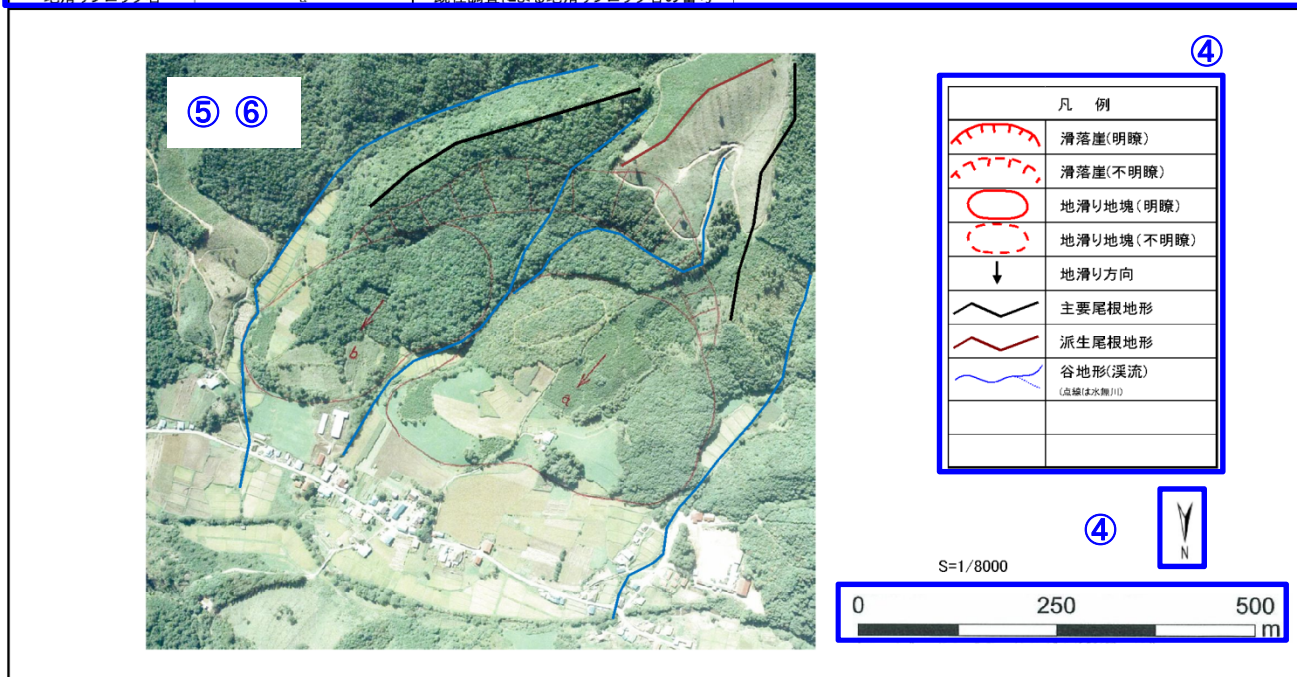 ④
⑤ ⑥
凡 例
滑落崖(明瞭)
滑落崖(不明瞭)
地滑り地塊(明瞭)
地滑り地塊(不明瞭)
地滑り方向
主要尾根地形
派生尾根地形
谷地形(渓流)
(点線は水無川)
b
a
④
N
S=1/8000
0 250 500
m